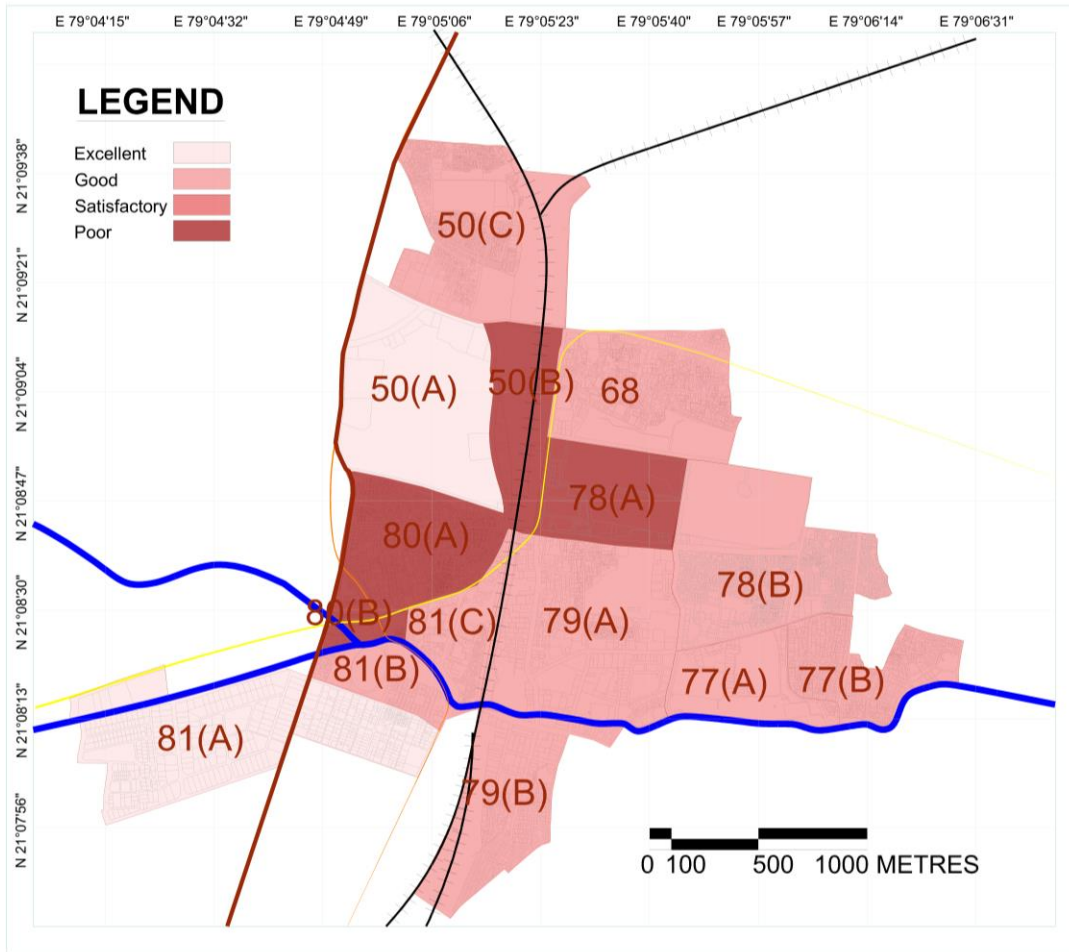 E 79°04'15" E 79°04'32" E 79°04'49" E 79°05'06" E 79°05'23" E 79°05'40" E 79°05'57" E 79°06'14" E 79°06'31"
LEGEND
Excellent
Good
Satisfactory
Poor
N 21°09'38"
N 21°09'21"
N 21°09'04"
N 21°08'47"
N 21°08'30"
N 21°08'13"
N 21°07'56"
50(C)
50(A)
50(B)
68
78(A)
80(A)
78(B)
80(B)
81(C)
79(A)
81(B)
77(A)
77(B)
81(A)
79(B)
0 100 500 1000 METRES